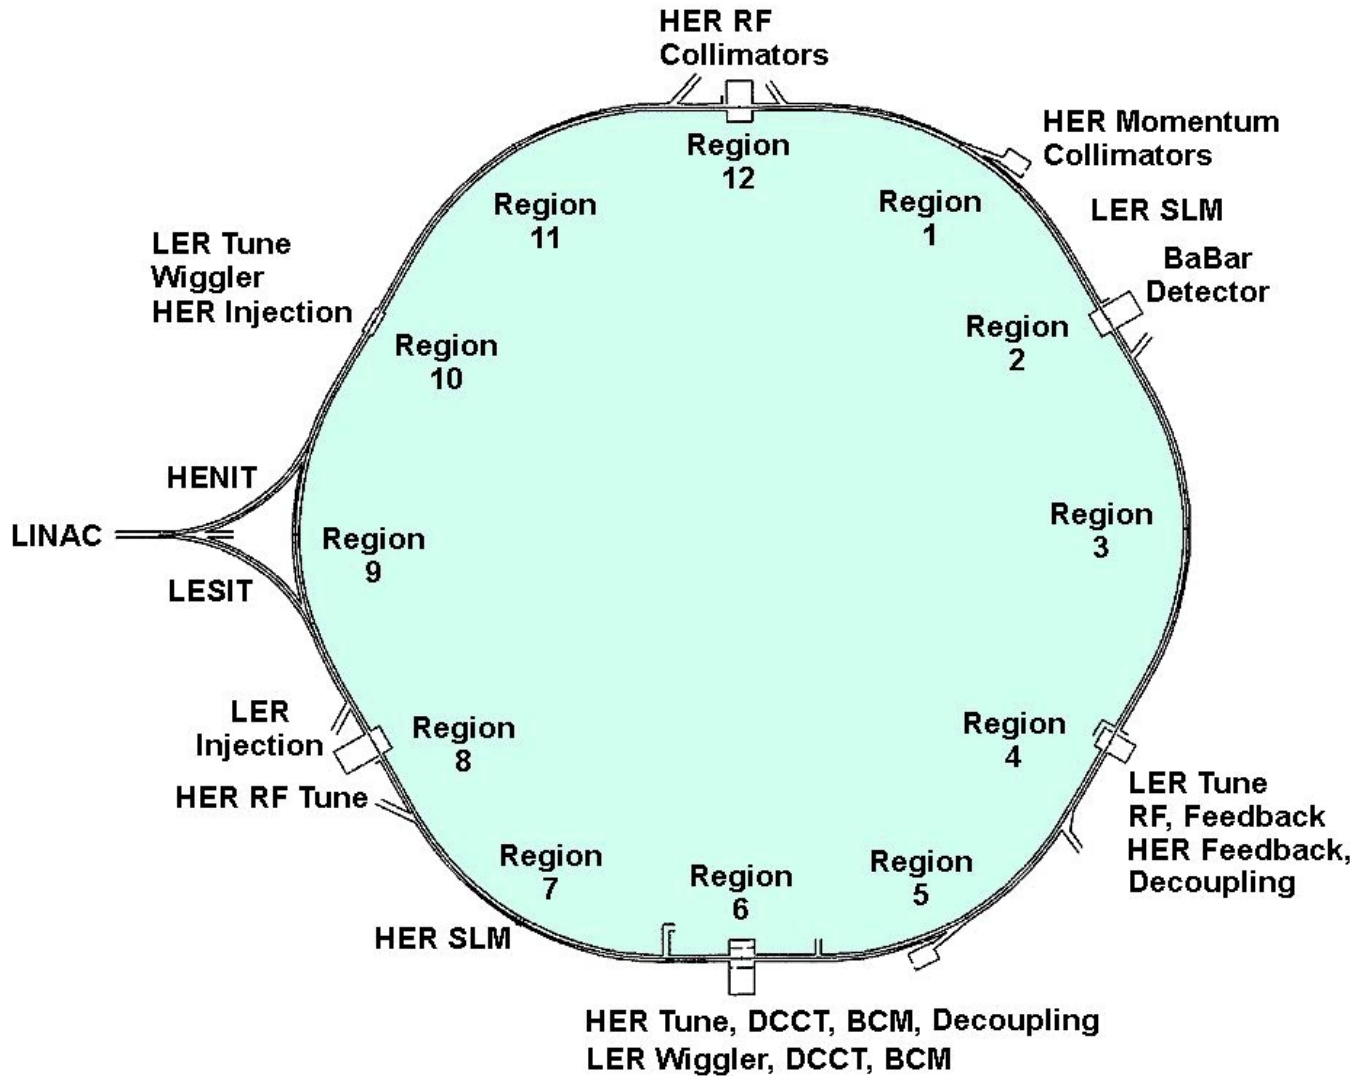 HER RF
Collimators
HER Momentum
Collimators
Region
12
Region
11
Region
1
LER SLM
LER Tune
Wiggler
HER Injection
BaBar
Detector
Region
2
Region
10
HENIT
LINAC
Region
9
Region
3
LESIT
LER
Injection
Region
8
Region
4
HER RF Tune
LER Tune
RF, Feedback
HER Feedback,
Decoupling
Region
7
Region
6
Region
5
HER SLM
HER Tune, DCCT, BCM, Decoupling
LER Wiggler, DCCT, BCM